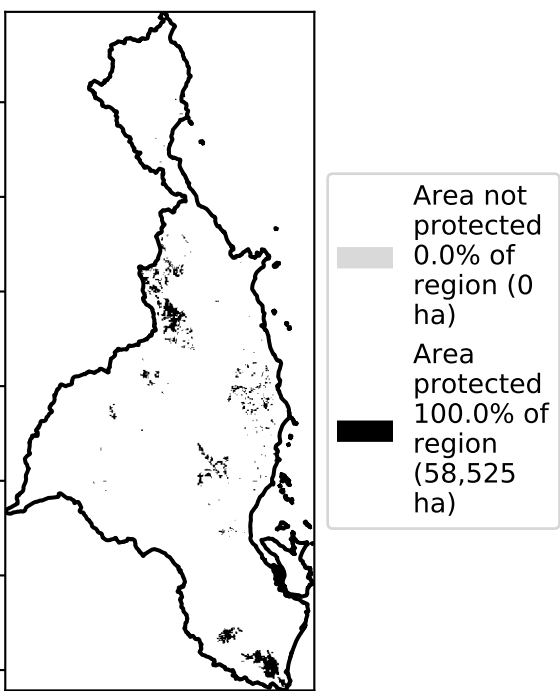 Area not
protected
0.0% of
region (0
ha)
Area
protected
100.0% of
region
(58,525
ha)